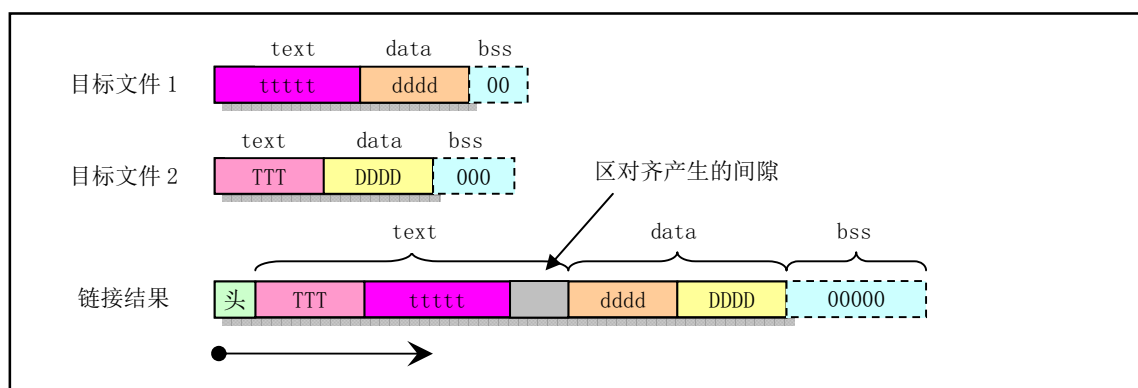 text data bss
目标文件 1 ttttt dddd 00
text data bss
目标文件 2 TTT DDDD 000
区对齐产生的间隙
text data bss
链接结果 头 TTT ttttt dddd DDDD 00000